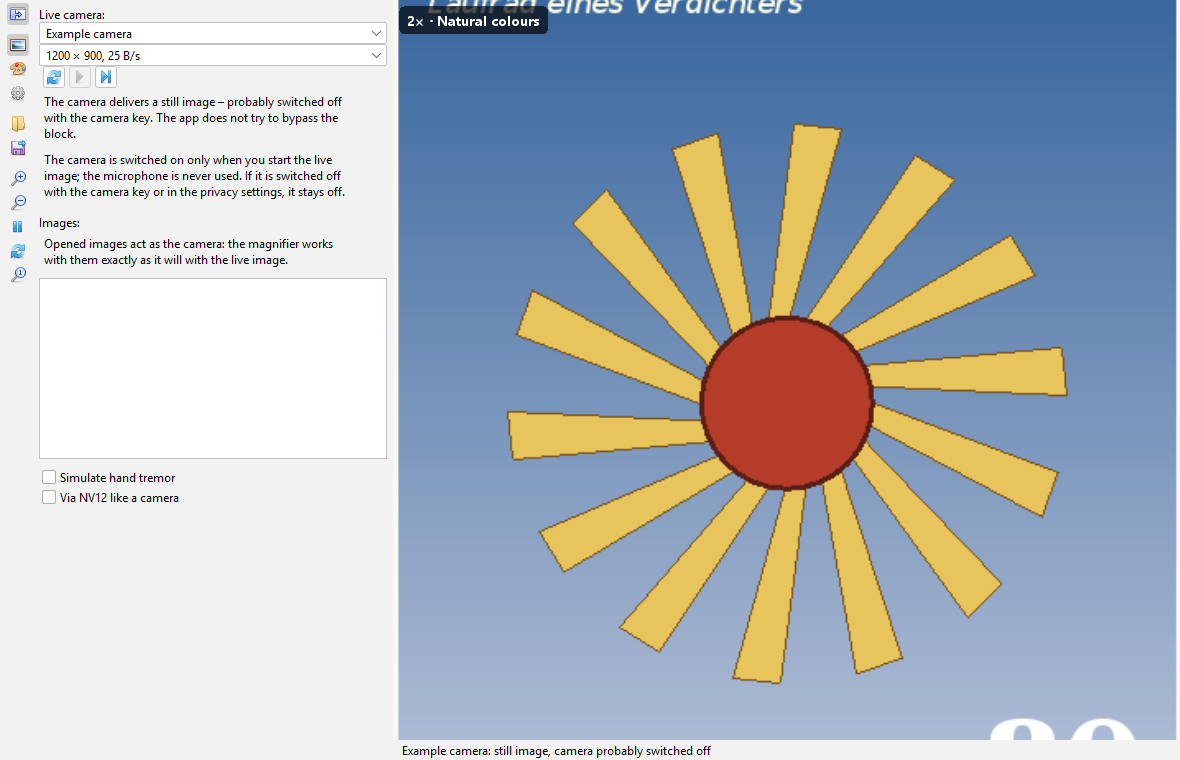 Live camera:
Example camera
1200 × 900, 25 B/s
The camera delivers a still image – probably switched off
with the camera key. The app does not try to bypass the
block.
The camera is switched on only when you start the live
image; the microphone is never used. If it is switched off
with the camera key or in the privacy settings, it stays off.
Images:
Opened images act as the camera: the magnifier works
with them exactly as it will with the live image.
Simulate hand tremor
Via NV12 like a camera
Laufrad eines Verdichters
2× · Natural colours
Example camera: still image, camera probably switched off